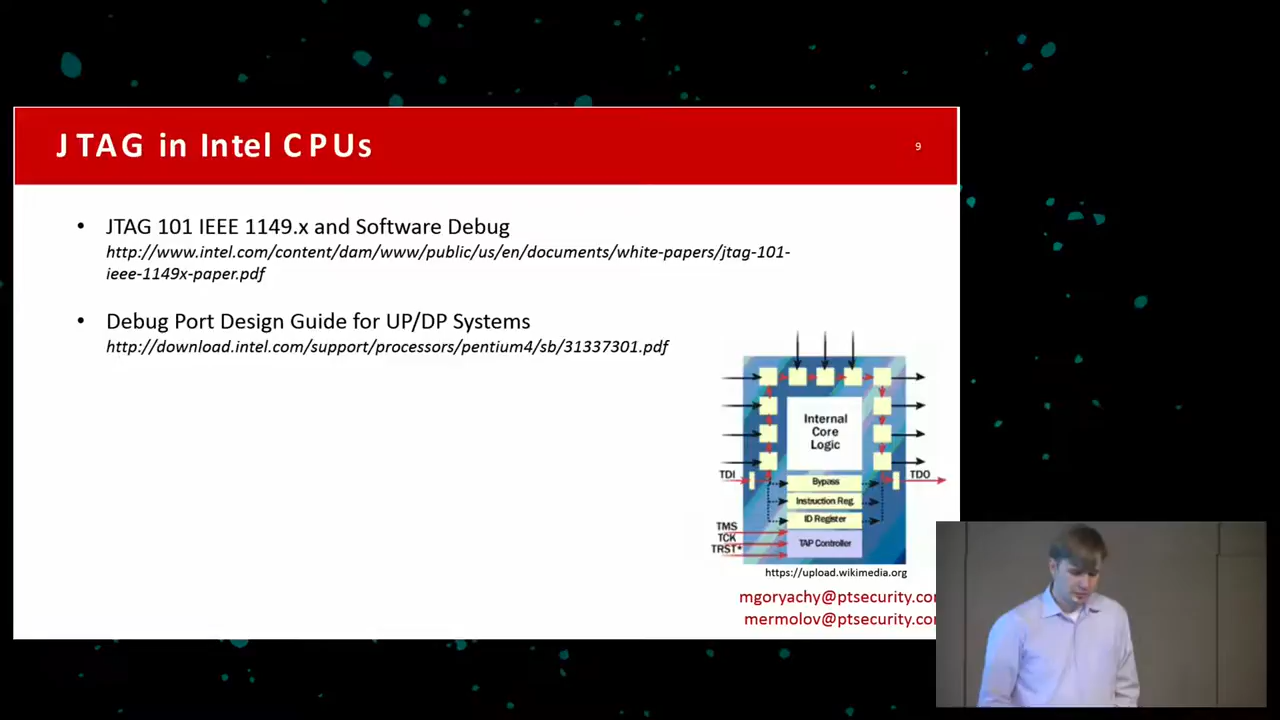 JTAG in Intel CPUs
9
• JTAG 101 IEEE 1149.x and Software Debug
http://www.intel.com/content/dam/www/public/us/en/documents/white-papers/jtag-101-
ieee-1149x-paper.pdf
• Debug Port Design Guide for UP/DP Systems
http://download.intel.com/support/processors/pentium4/sb/31337301.pdf
Internal
Core
Logic
TDI
TDO
Bypass
Instruction Reg.
ID Register
TMS
TCK
TRST*
TAP Controller
https://upload.wikimedia.org
mgoryachy@ptsecurity.co
mermolov@ptsecurity.co